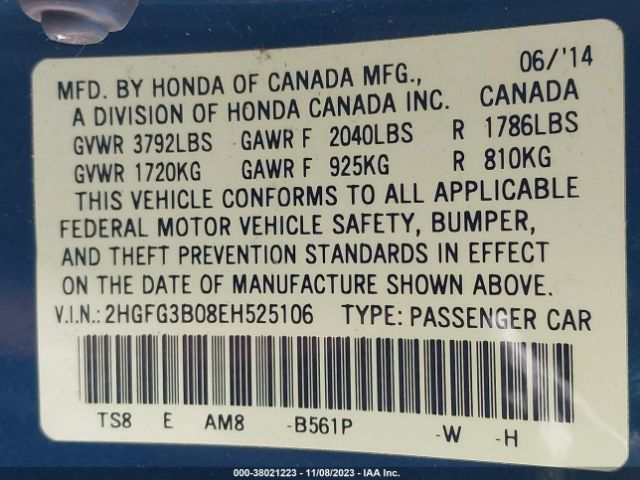 06/'14
MFD. BY HONDA OF CANADA MFG.,
A DIVISION OF HONDA CANADA INC. CANADA
GVWR 3792LBS GAWR F 2040LBS R 1786LBS
GVWR 1720KG GAWR F 925KG R 810KG
THIS VEHICLE CONFORMS TO ALL APPLICABLE
FEDERAL MOTOR VEHICLE SAFETY, BUMPER,
AND THEFT PREVENTION STANDARDS IN EFFECT
ON THE DATE OF MANUFACTURE SHOWN ABOVE.
V.I.N.: 2HGFG3B08EH525106 TYPE: PASSENGER CAR
TS8 E AM8 -B561P -W -H
000-38021223 - 11/08/2023 - IAA Inc.